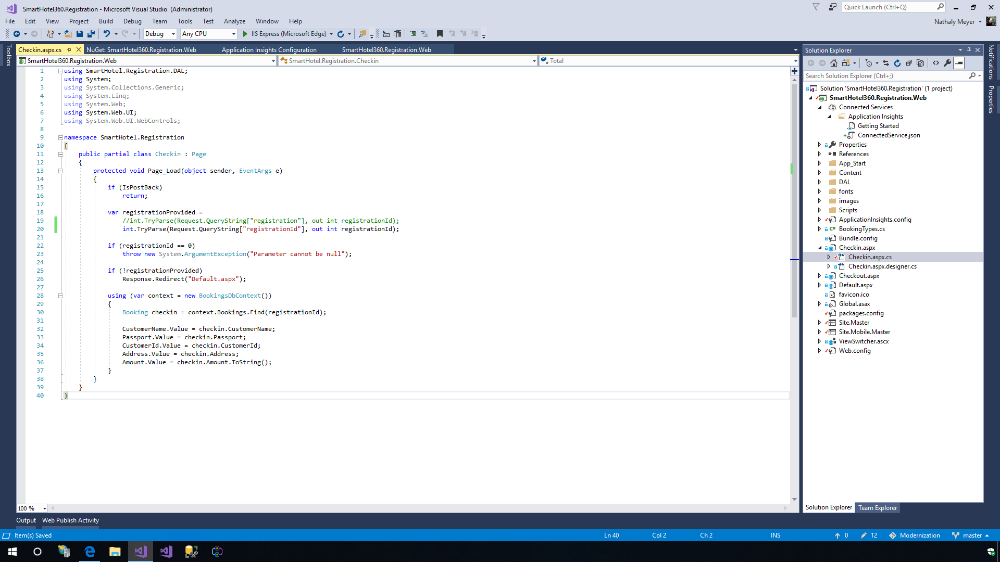 SmartHotel360.Registration - Microsoft Visual Studio (Administrator)
Quick Launch (Ctrl+Q)
File Edit View Project Build Debug Team Tools Test Analyze Window Help
Nathaly Meyer
Debug Any CPU IIS Express (Microsoft Edge)
Toolbox
Checkin.aspx.cs NuGet: SmartHotel360.Registration.Web Application Insights Configuration SmartHotel360.Registration.Web
SmartHotel360.Registration.Web SmartHotel.Registration.Checkin Total
1 using SmartHotel.Registration.DAL;
2 using System;
3 using System.Collections.Generic;
4 using System.Linq;
5 using System.Web;
6 using System.Web.UI;
7 using System.Web.UI.WebControls;
8
9 namespace SmartHotel.Registration
10 {
11 public partial class Checkin : Page
12 {
13 protected void Page_Load(object sender, EventArgs e)
14 {
15 if (IsPostBack)
16 return;
17
18 var registrationProvided =
19 //int.TryParse(Request.QueryString["registration"], out int registrationId);
20 int.TryParse(Request.QueryString["registrationId"], out int registrationId);
21
22 if (registrationId == 0)
23 throw new System.ArgumentException("Parameter cannot be null");
24
25 if (!registrationProvided)
26 Response.Redirect("Default.aspx");
27
28 using (var context = new BookingsDbContext())
29 {
30 Booking checkin = context.Bookings.Find(registrationId);
31
32 CustomerName.Value = checkin.CustomerName;
33 Passport.Value = checkin.Passport;
34 CustomerId.Value = checkin.CustomerId;
35 Address.Value = checkin.Address;
36 Amount.Value = checkin.Amount.ToString();
37 }
38 }
39 }
40 }
100 %
Solution Explorer
Search Solution Explorer (Ctrl+;)
Solution 'SmartHotel360.Registration' (1 project)
SmartHotel360.Registration.Web
Connected Services
Application Insights
Getting Started
ConnectedService.json
Properties
References
App_Start
Content
DAL
fonts
images
Scripts
ApplicationInsights.config
C# BookingTypes.cs
Bundle.config
Checkin.aspx
Checkin.aspx.cs
Checkin.aspx.designer.cs
Checkout.aspx
Default.aspx
favicon.ico
Global.asax
packages.config
Site.Master
Site.Mobile.Master
ViewSwitcher.ascx
Web.config
Solution Explorer Team Explorer
Notifications
Properties
Output Web Publish Activity
Item(s) Saved Ln 40 Col 2 Ch 2 INS 0 12 Modernization master